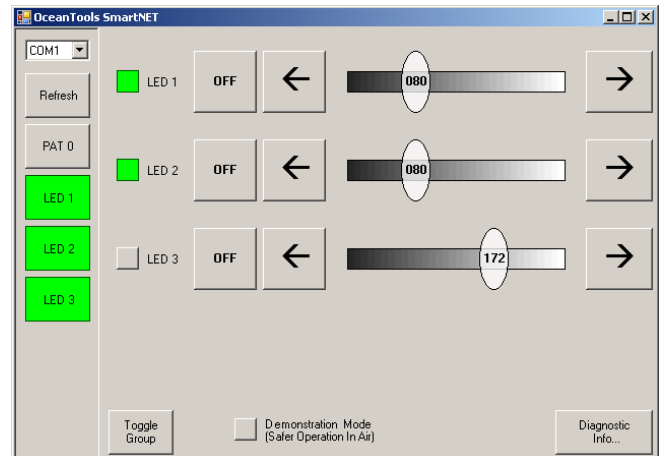 OceanTools SmartNET
COM1
Refresh
PAT 0
LED 1
LED 2
LED 3
LED 1 OFF 080
LED 2 OFF 080
LED 3 OFF 172
Toggle
Group
Demonstration Mode
(Safer Operation In Air)
Diagnostic
Info...